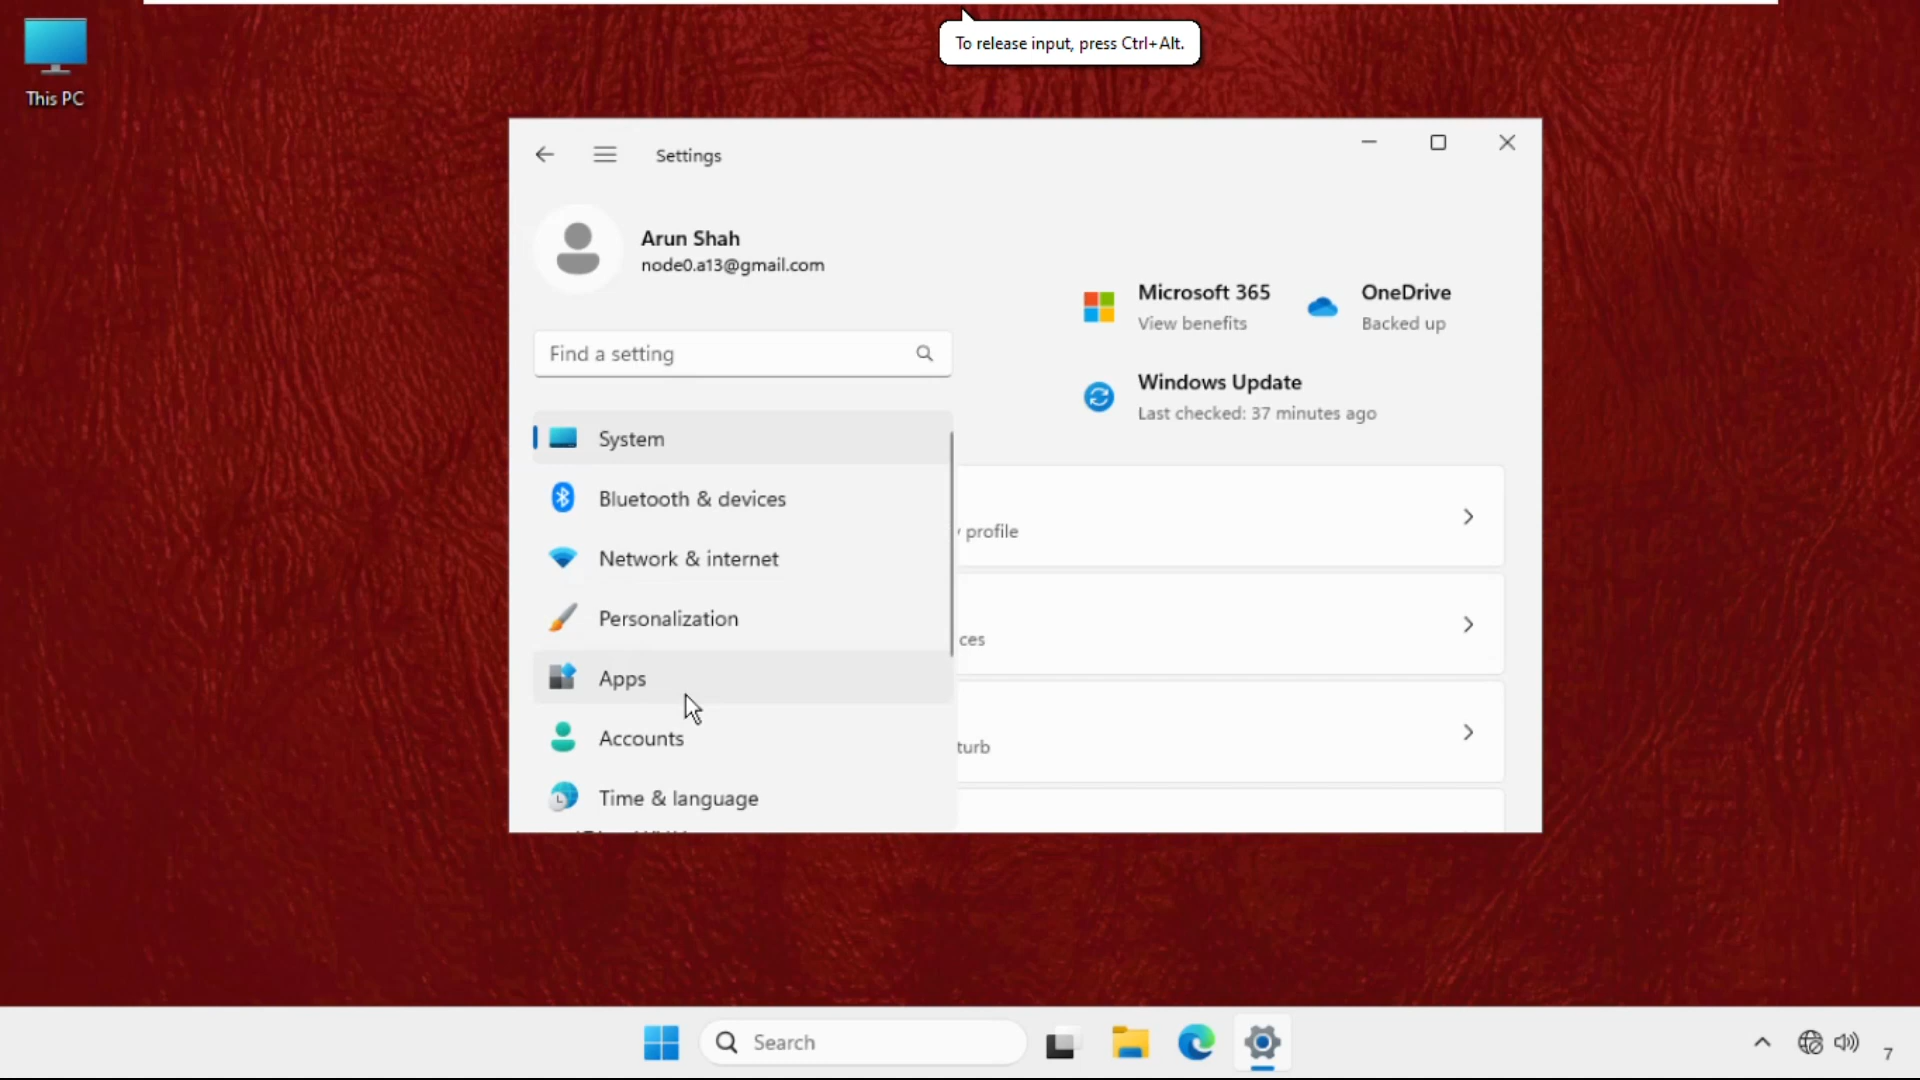 To release input, press Ctrl+Alt.
This PC
Settings
Arun Shah
node0.a13@gmail.com
Find a setting
Microsoft 365
View benefits
OneDrive
Backed up
Windows Update
Last checked: 37 minutes ago
System
Bluetooth & devices
Network & internet
Personalization
Apps
Accounts
Time & language
profile
ces
turb
Search
7